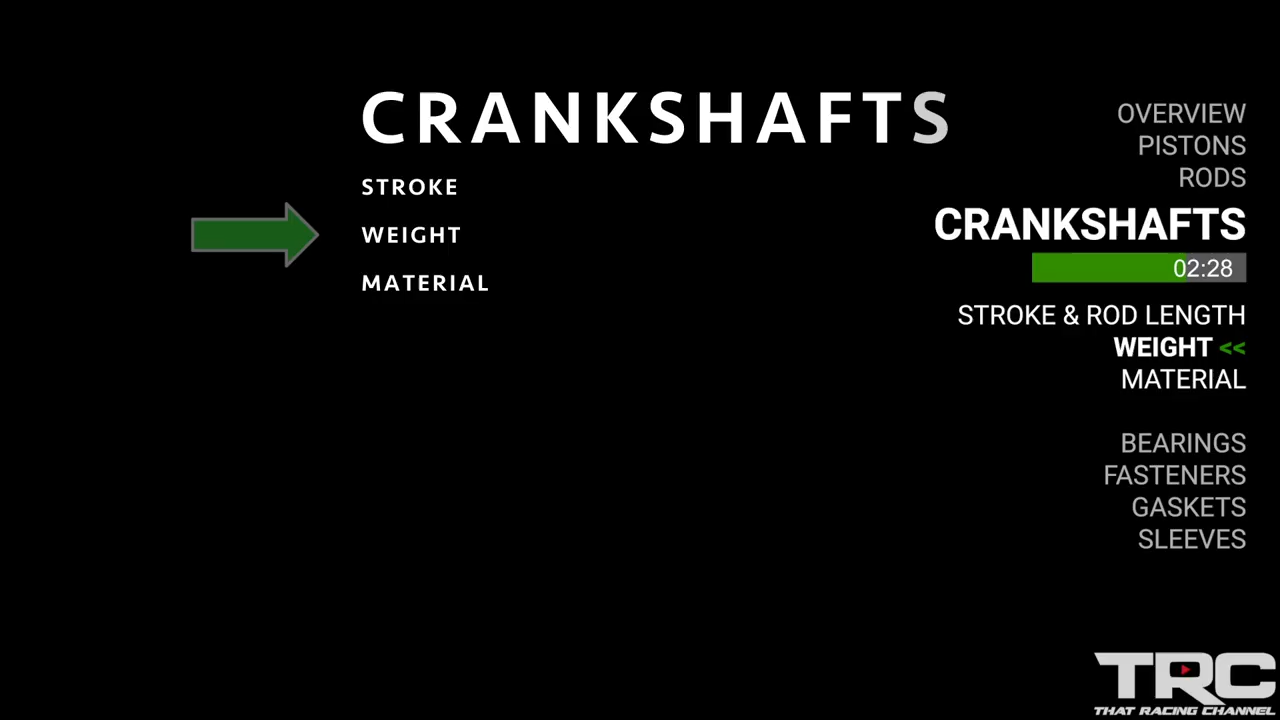 CRANKSHAFTS
STROKE
WEIGHT
MATERIAL
OVERVIEW
PISTONS
RODS
CRANKSHAFTS
02:28
STROKE & ROD LENGTH
WEIGHT <<
MATERIAL
BEARINGS
FASTENERS
GASKETS
SLEEVES
TRC
THAT RACING CHANNEL